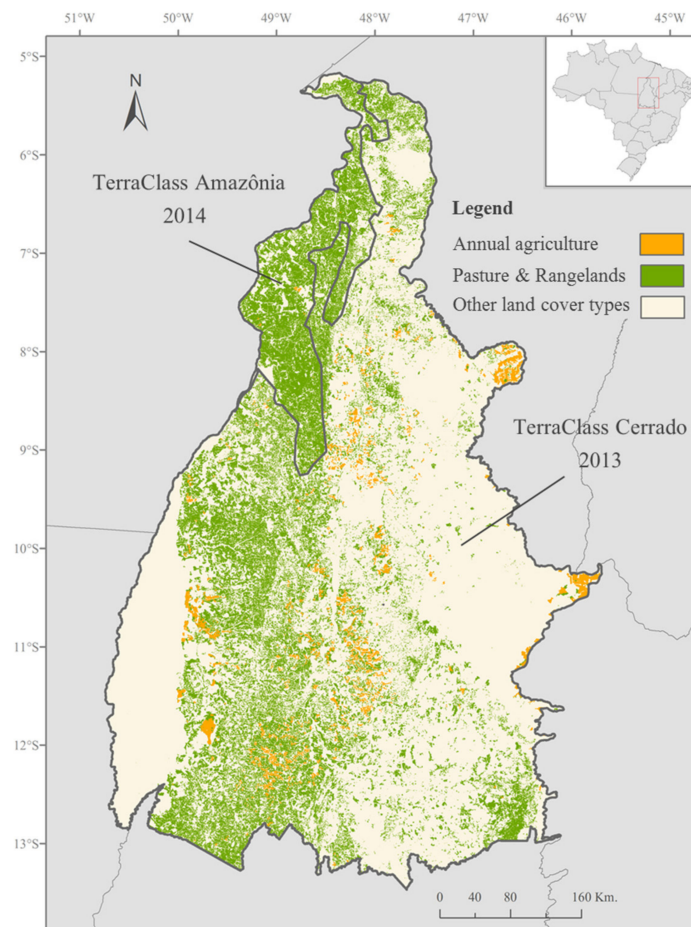 51°W 50°W 49°W 48°W 47°W 46°W 45°W
5°S
N
6°S
TerraClass Amazônia
2014
Legend
7°S
Annual agriculture
Pasture & Rangelands
Other land cover types
8°S
TerraClass Cerrado
2013
9°S
10°S
11°S
12°S
13°S
0 40 80 160 Km.